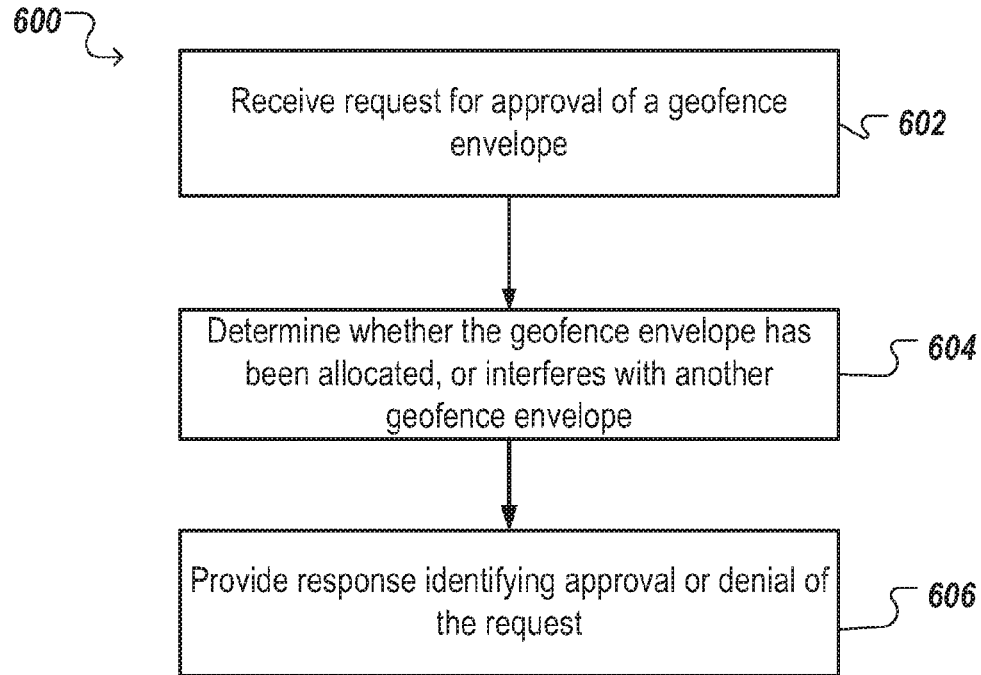 600
Receive request for approval of a geofence
envelope
602
Determine whether the geofence envelope has
been allocated, or interferes with another
geofence envelope
604
Provide response identifying approval or denial of
the request
606